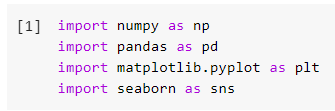 [1] import numpy as np
import pandas as pd
import matplotlib.pyplot as plt
import seaborn as sns